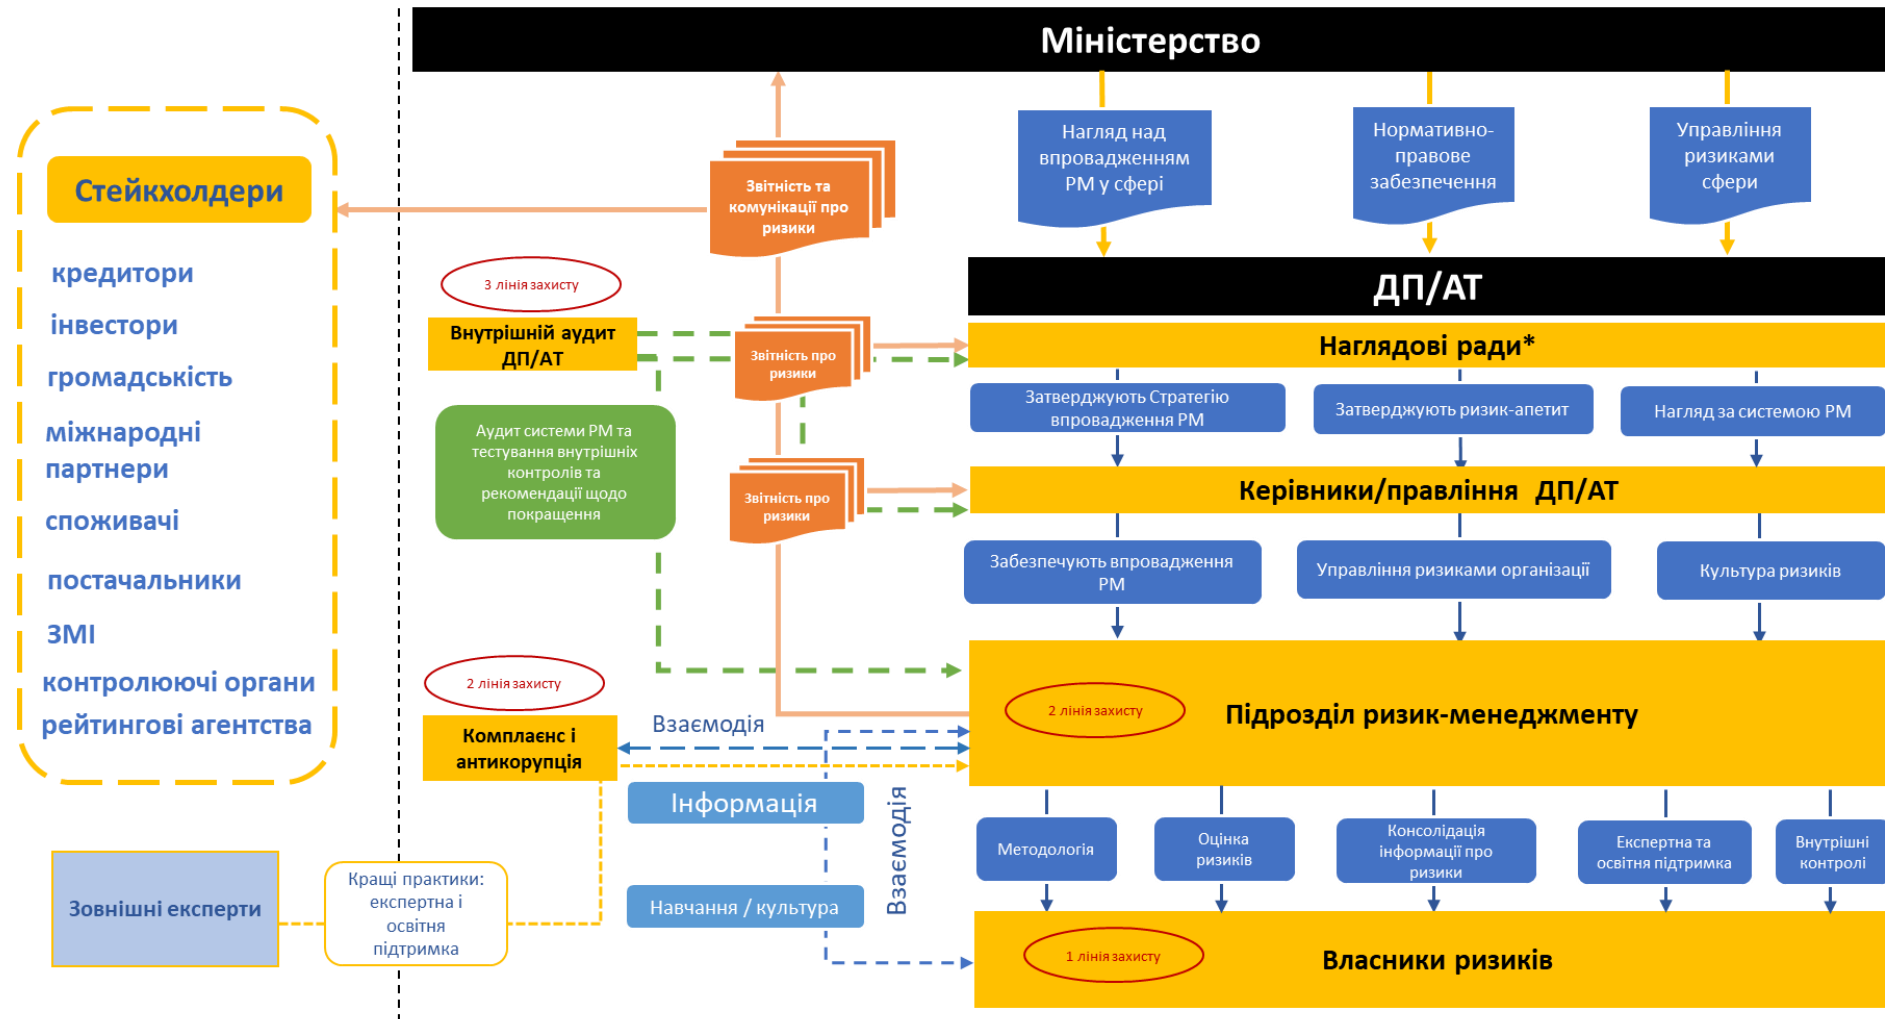 Міністерство
Нагляд над
впровадженням
РМ у сфері
Нормативно-
правове
забезпечення
Управління
ризиками
сфери
Стейкхолдери
кредитори
інвестори
громадськість
міжнародні
партнери
споживачі
постачальники
ЗМІ
контролюючі органи
рейтингові агентства
Звітність та
комунікації про
ризики
ДП/АТ
3 лінія захисту
Внутрішній аудит
ДП/АТ
Звітність про
ризики
Наглядові ради*
Затверджують Стратегію
впровадження РМ
Затверджують ризик-апетит
Нагляд за системою РМ
Аудит системи РМ та
тестування внутрішніх
контролів та
рекомендації щодо
покращення
Звітність про
ризики
Керівники/правління ДП/АТ
Забезпечують впровадження
РМ
Управління ризиками організації
Культура ризиків
2 лінія захисту
Комплаєнс і
антикорупція
Взаємодія
2 лінія захисту
Підрозділ ризик-менеджменту
Інформація
Взаємодія
Навчання / культура
Методологія
Оцінка
ризиків
Консолідація
інформації про
ризики
Експертна та
освітня підтримка
Внутрішні
контролі
Зовнішні експерти
Кращі практики:
експертна і
освітня
підтримка
1 лінія захисту
Власники ризиків